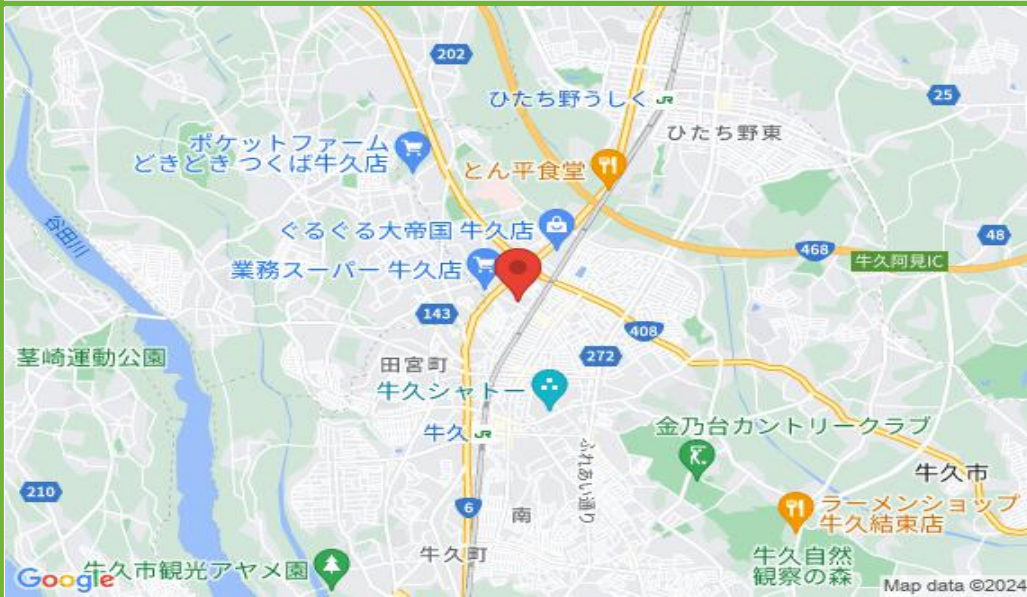 202
25
ひたち野うしく JR
ひたち野東
ポケットファーム
どきどき つくば牛久店
とん平食堂
谷田川
ぐるぐる大帝国 牛久店
48
468
業務スーパー 牛久店
牛久阿見IC
143
408
272
茎崎運動公園
田宮町
牛久シャトー
金乃台カントリークラブ
牛久 JR
ふれあい通り
牛久市
210
6
南
ラーメンショップ
牛久結束店
牛久町
牛久自然
観察の森
Google
牛久市観光アヤメ園
Map data ©2024